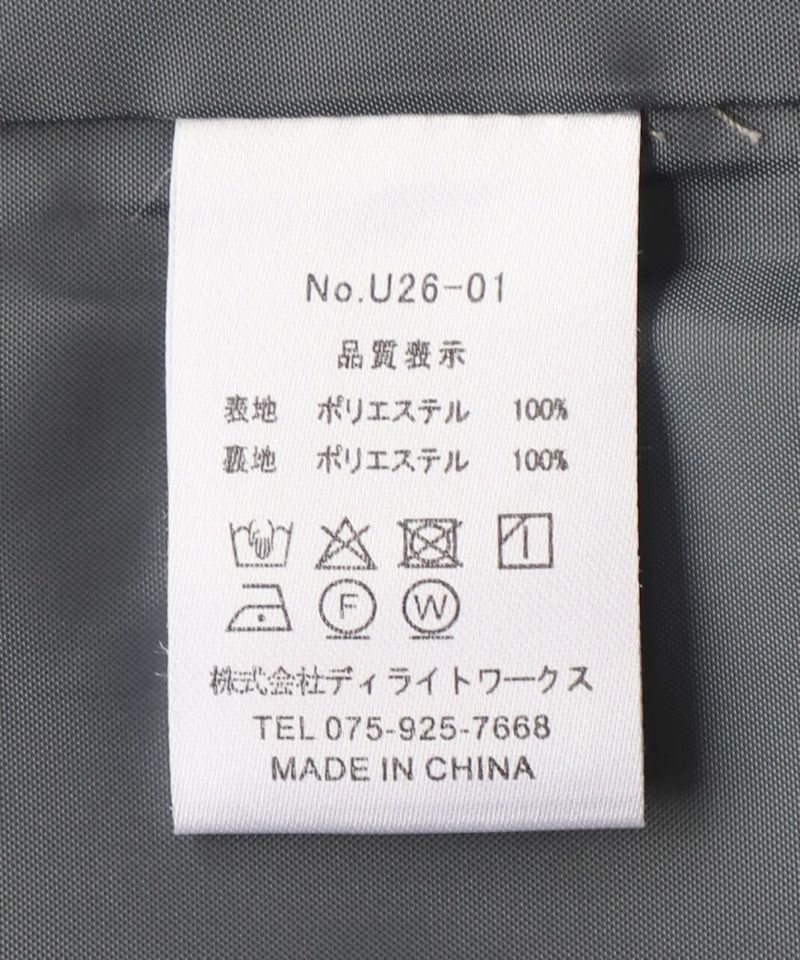 No.U26-01
品質表示
表地 ポリエステル 100%
裏地 ポリエステル 100%
F W
株式会社ディライトワークス
TEL 075-925-7668
MADE IN CHINA